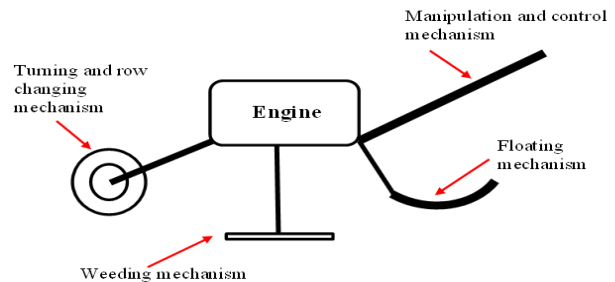 Manipulation and control
mechanism
Turning and row
changing
mechanism
Engine
Floating
mechanism
Weeding mechanism